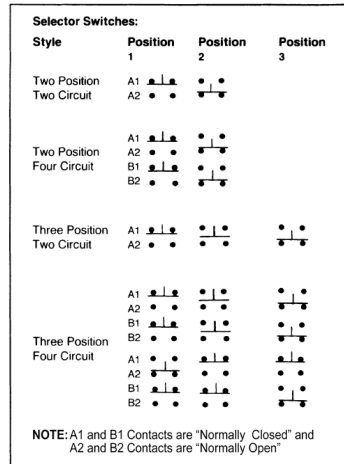 Selector Switches:
Style Position Position Position
1 2 3
Two Position A1
Two Circuit A2
A1
Two Position A2
Four Circuit B1
B2
Three Position A1
Two Circuit A2
A1
A2
B1
Three Position B2
Four Circuit A1
A2
B1
B2
NOTE: A1 and B1 Contacts are "Normally Closed" and
A2 and B2 Contacts are "Normally Open"